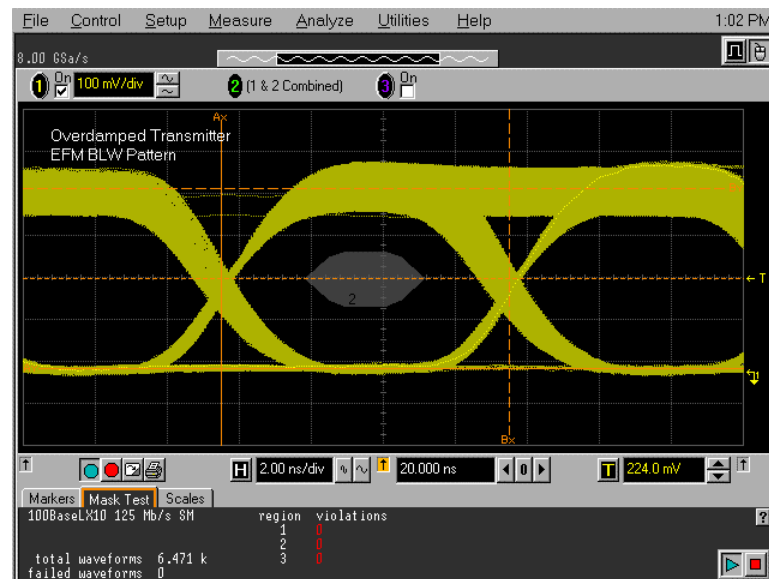 File Control Setup Measure Analyze Utilities Help 1:02 PM
8.00 GSa/s
1 On 100 mV/div 2 (1 & 2 Combined) 3 On
Ax
Overdamped Transmitter
EFM BLW Pattern
T
2
Bx
H 2.00 ns/div 20.000 ns 0 T 224.0 mV
Markers Mask Test Scales
100BaseLX10 125 Mb/s SM region violations ?
1 0
2 0
total waveforms 6.471 k 3 0
failed waveforms 0